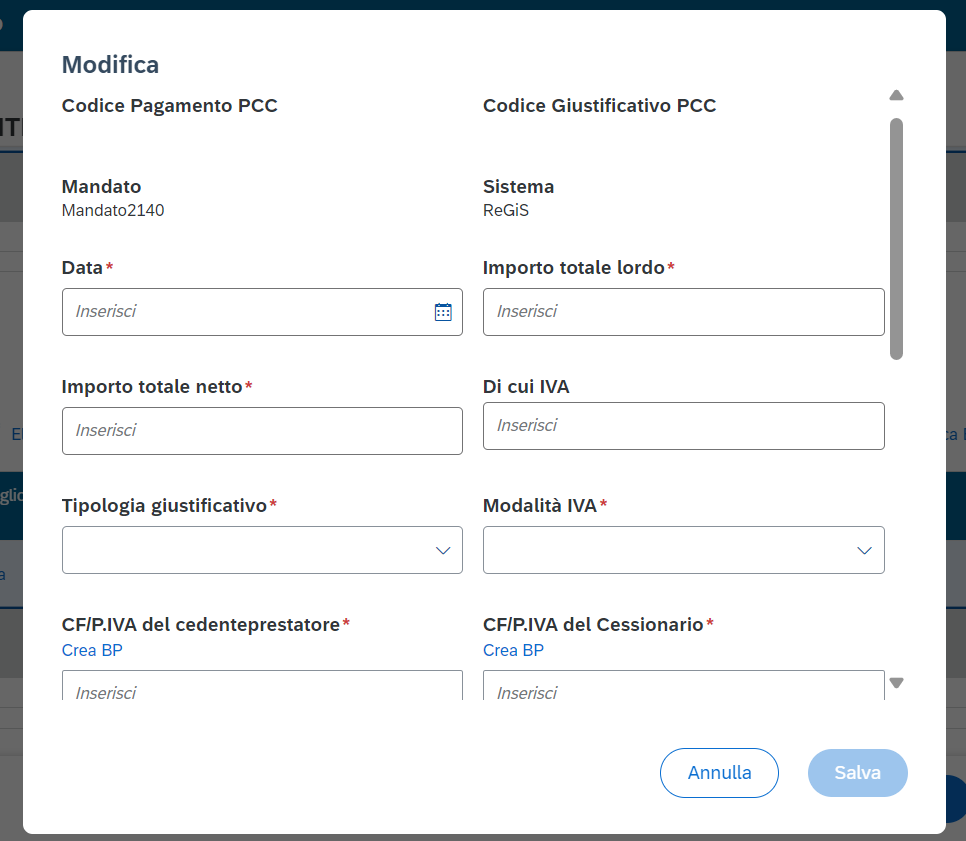 Modifica
Codice Pagamento PCC
Codice Giustificativo PCC
Mandato
Mandato2140
Sistema
ReGiS
Data*
Inserisci
Importo totale lordo*
Inserisci
Importo totale netto*
Inserisci
Di cui IVA
Inserisci
Tipologia giustificativo*
Modalità IVA*
CF/P.IVA del cedenteprestatore*
Crea BP
Inserisci
CF/P.IVA del Cessionario*
Crea BP
Inserisci
Annulla
Salva